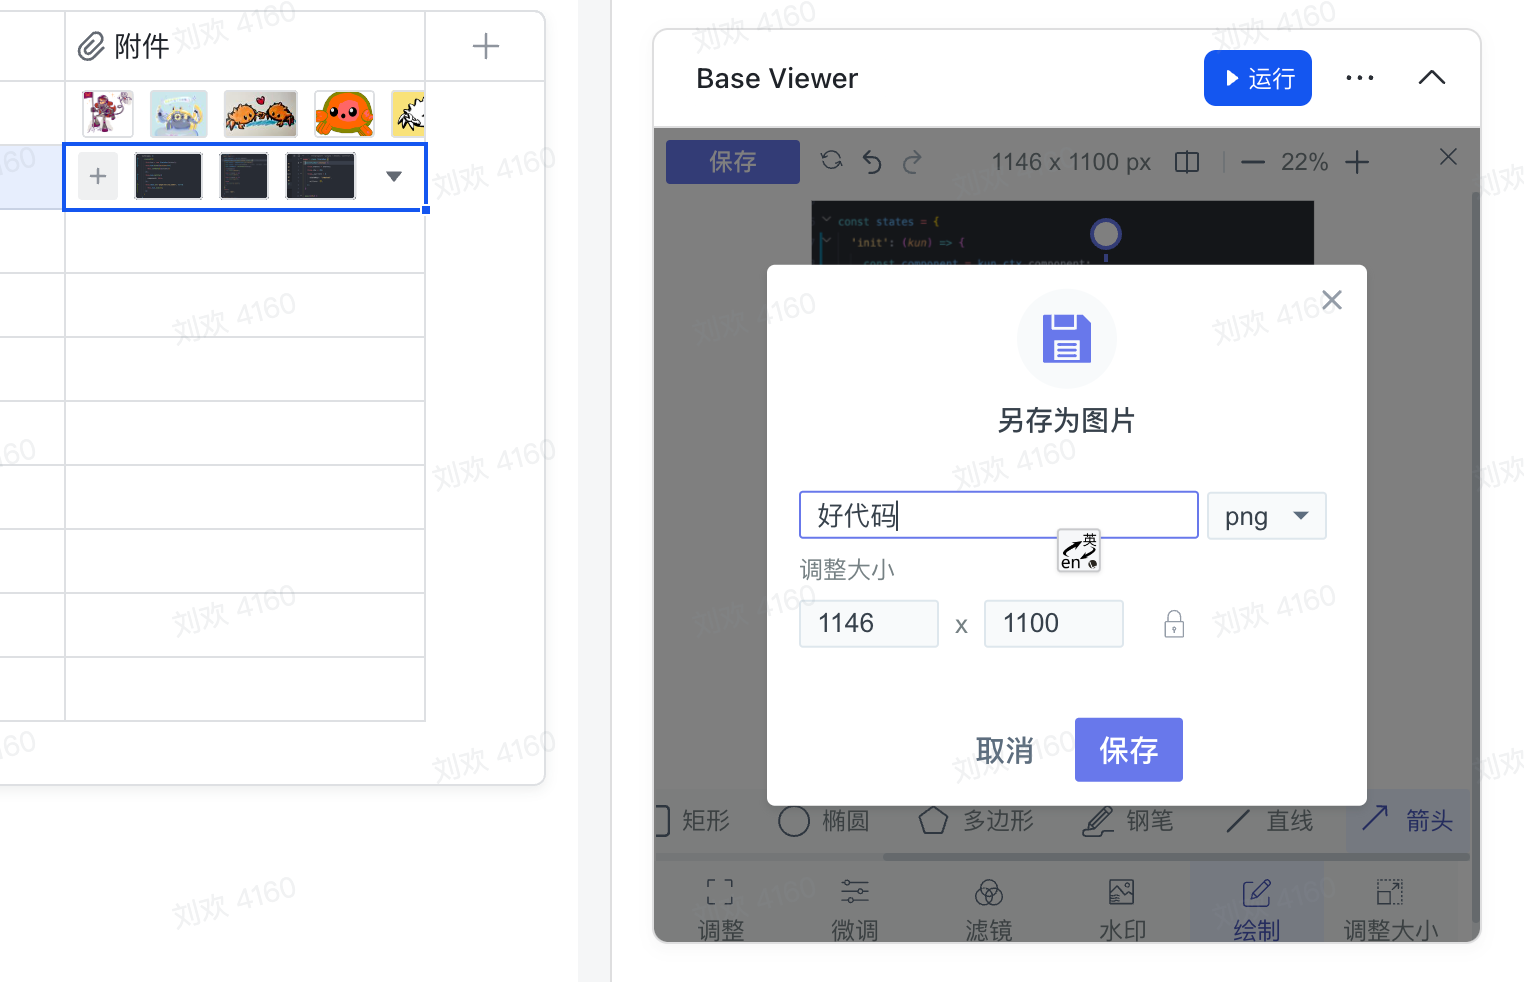 附件
Base Viewer
运行
保存
1146 x 1100 px
22%
const states = {
'init': (kun) => {
const component = kun.ctx.component;
另存为图片
好代码
png
英
en
调整大小
1146 x 1100
取消
保存
矩形
椭圆
多边形
钢笔
直线
箭头
调整
微调
滤镜
水印
绘制
调整大小
刘欢 4160